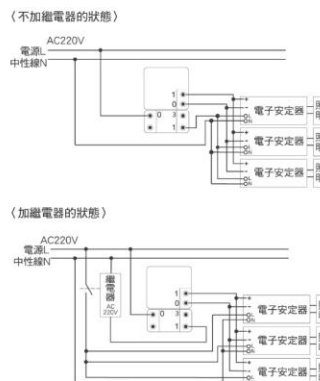 〈不加繼電器的狀態〉
AC220V
電源L
中性線N
1
0
0 3
1
+
-
L
N
電子安定器
電子安定器
電子安定器
〈加繼電器的狀態〉
AC220V
電源L
中性線N
繼電器
AC
220V
1
0
0 3
1
電子安定器
電子安定器
電子安定器